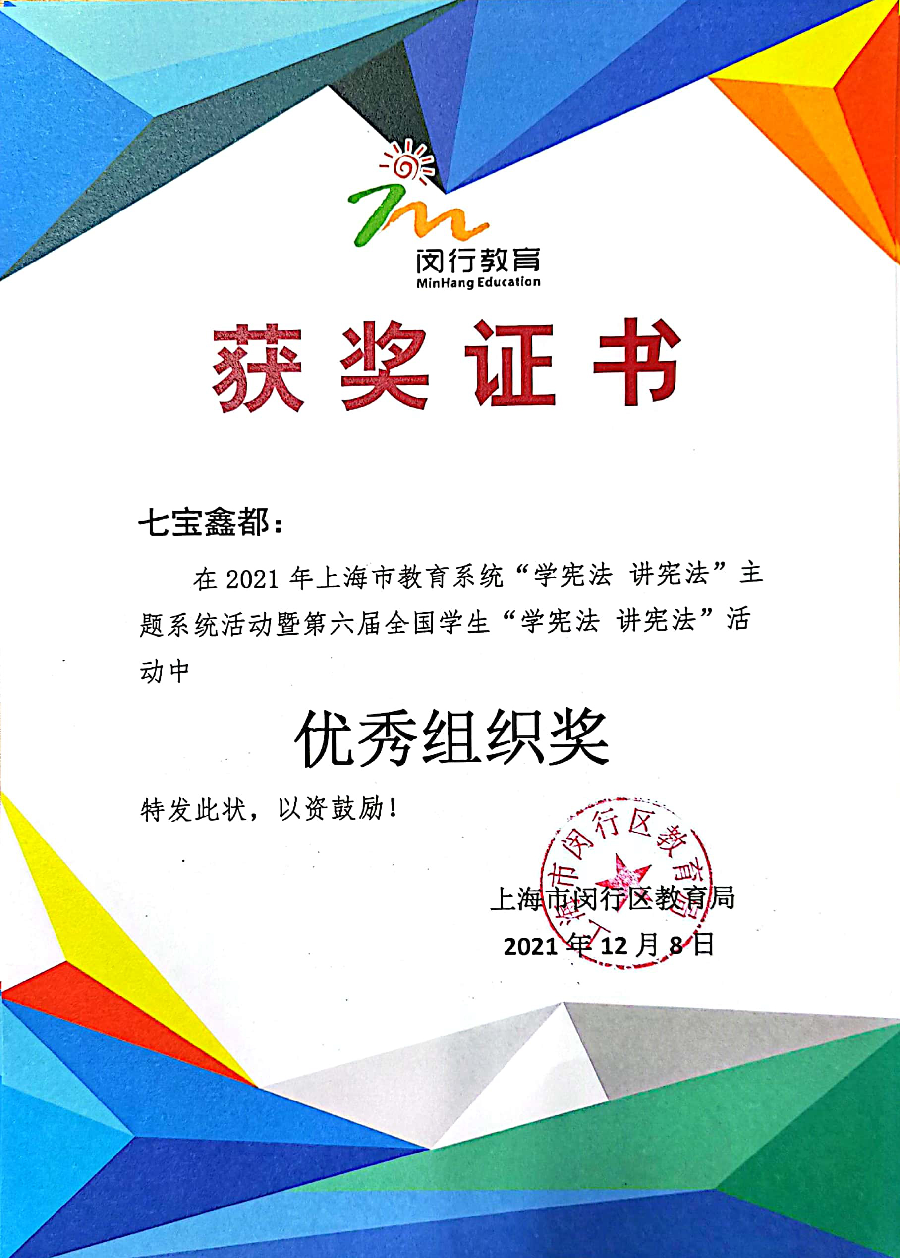 闵行教育
MinHang Education
获奖证书
七宝鑫都：
在 2021 年上海市教育系统“学宪法 讲宪法”主
题系统活动暨第六届全国学生“学宪法 讲宪法”活
动中
优秀组织奖
特发此状，以资鼓励！
上海市闵行区教育局
上海市闵行区教育局
2021 年 12 月 8 日